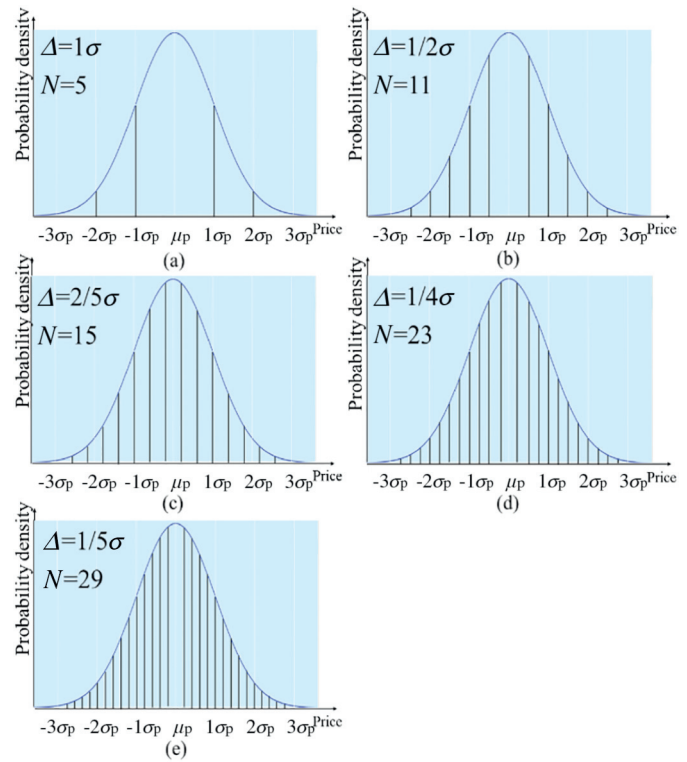 Probability density
Δ=1σ
N=5
-3σp -2σp -1σp μp 1σp 2σp 3σp Price
(a)
Probability density
Δ=1/2σ
N=11
-3σp -2σp -1σp μp 1σp 2σp 3σp Price
(b)
Probability density
Δ=2/5σ
N=15
-3σp -2σp -1σp μp 1σp 2σp 3σp Price
(c)
Probability density
Δ=1/4σ
N=23
-3σp -2σp -1σp μp 1σp 2σp 3σp Price
(d)
Probability density
Δ=1/5σ
N=29
-3σp -2σp -1σp μp 1σp 2σp 3σp Price
(e)